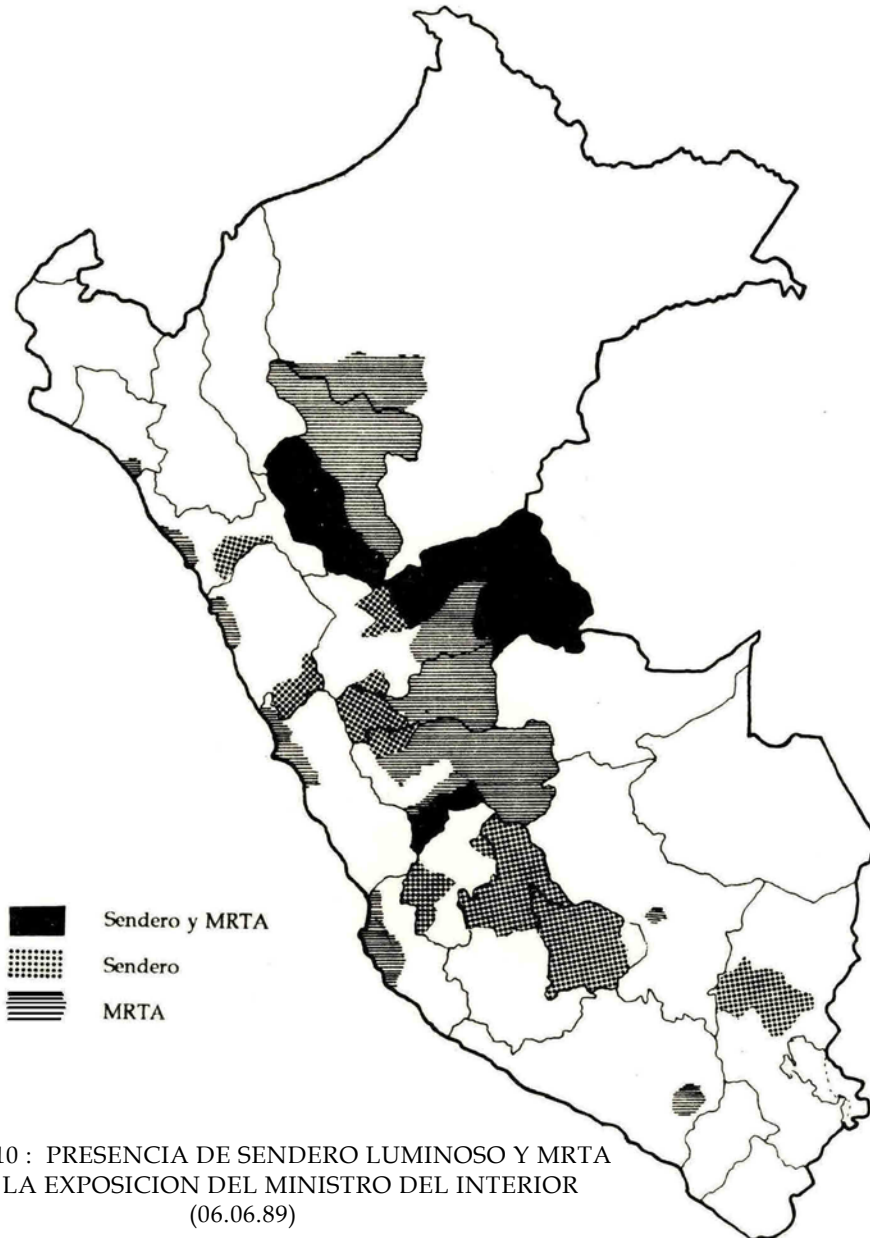 Sendero y MRTA
Sendero
MRTA
10 : PRESENCIA DE SENDERO LUMINOSO Y MRTA
LA EXPOSICION DEL MINISTRO DEL INTERIOR
(06.06.89)